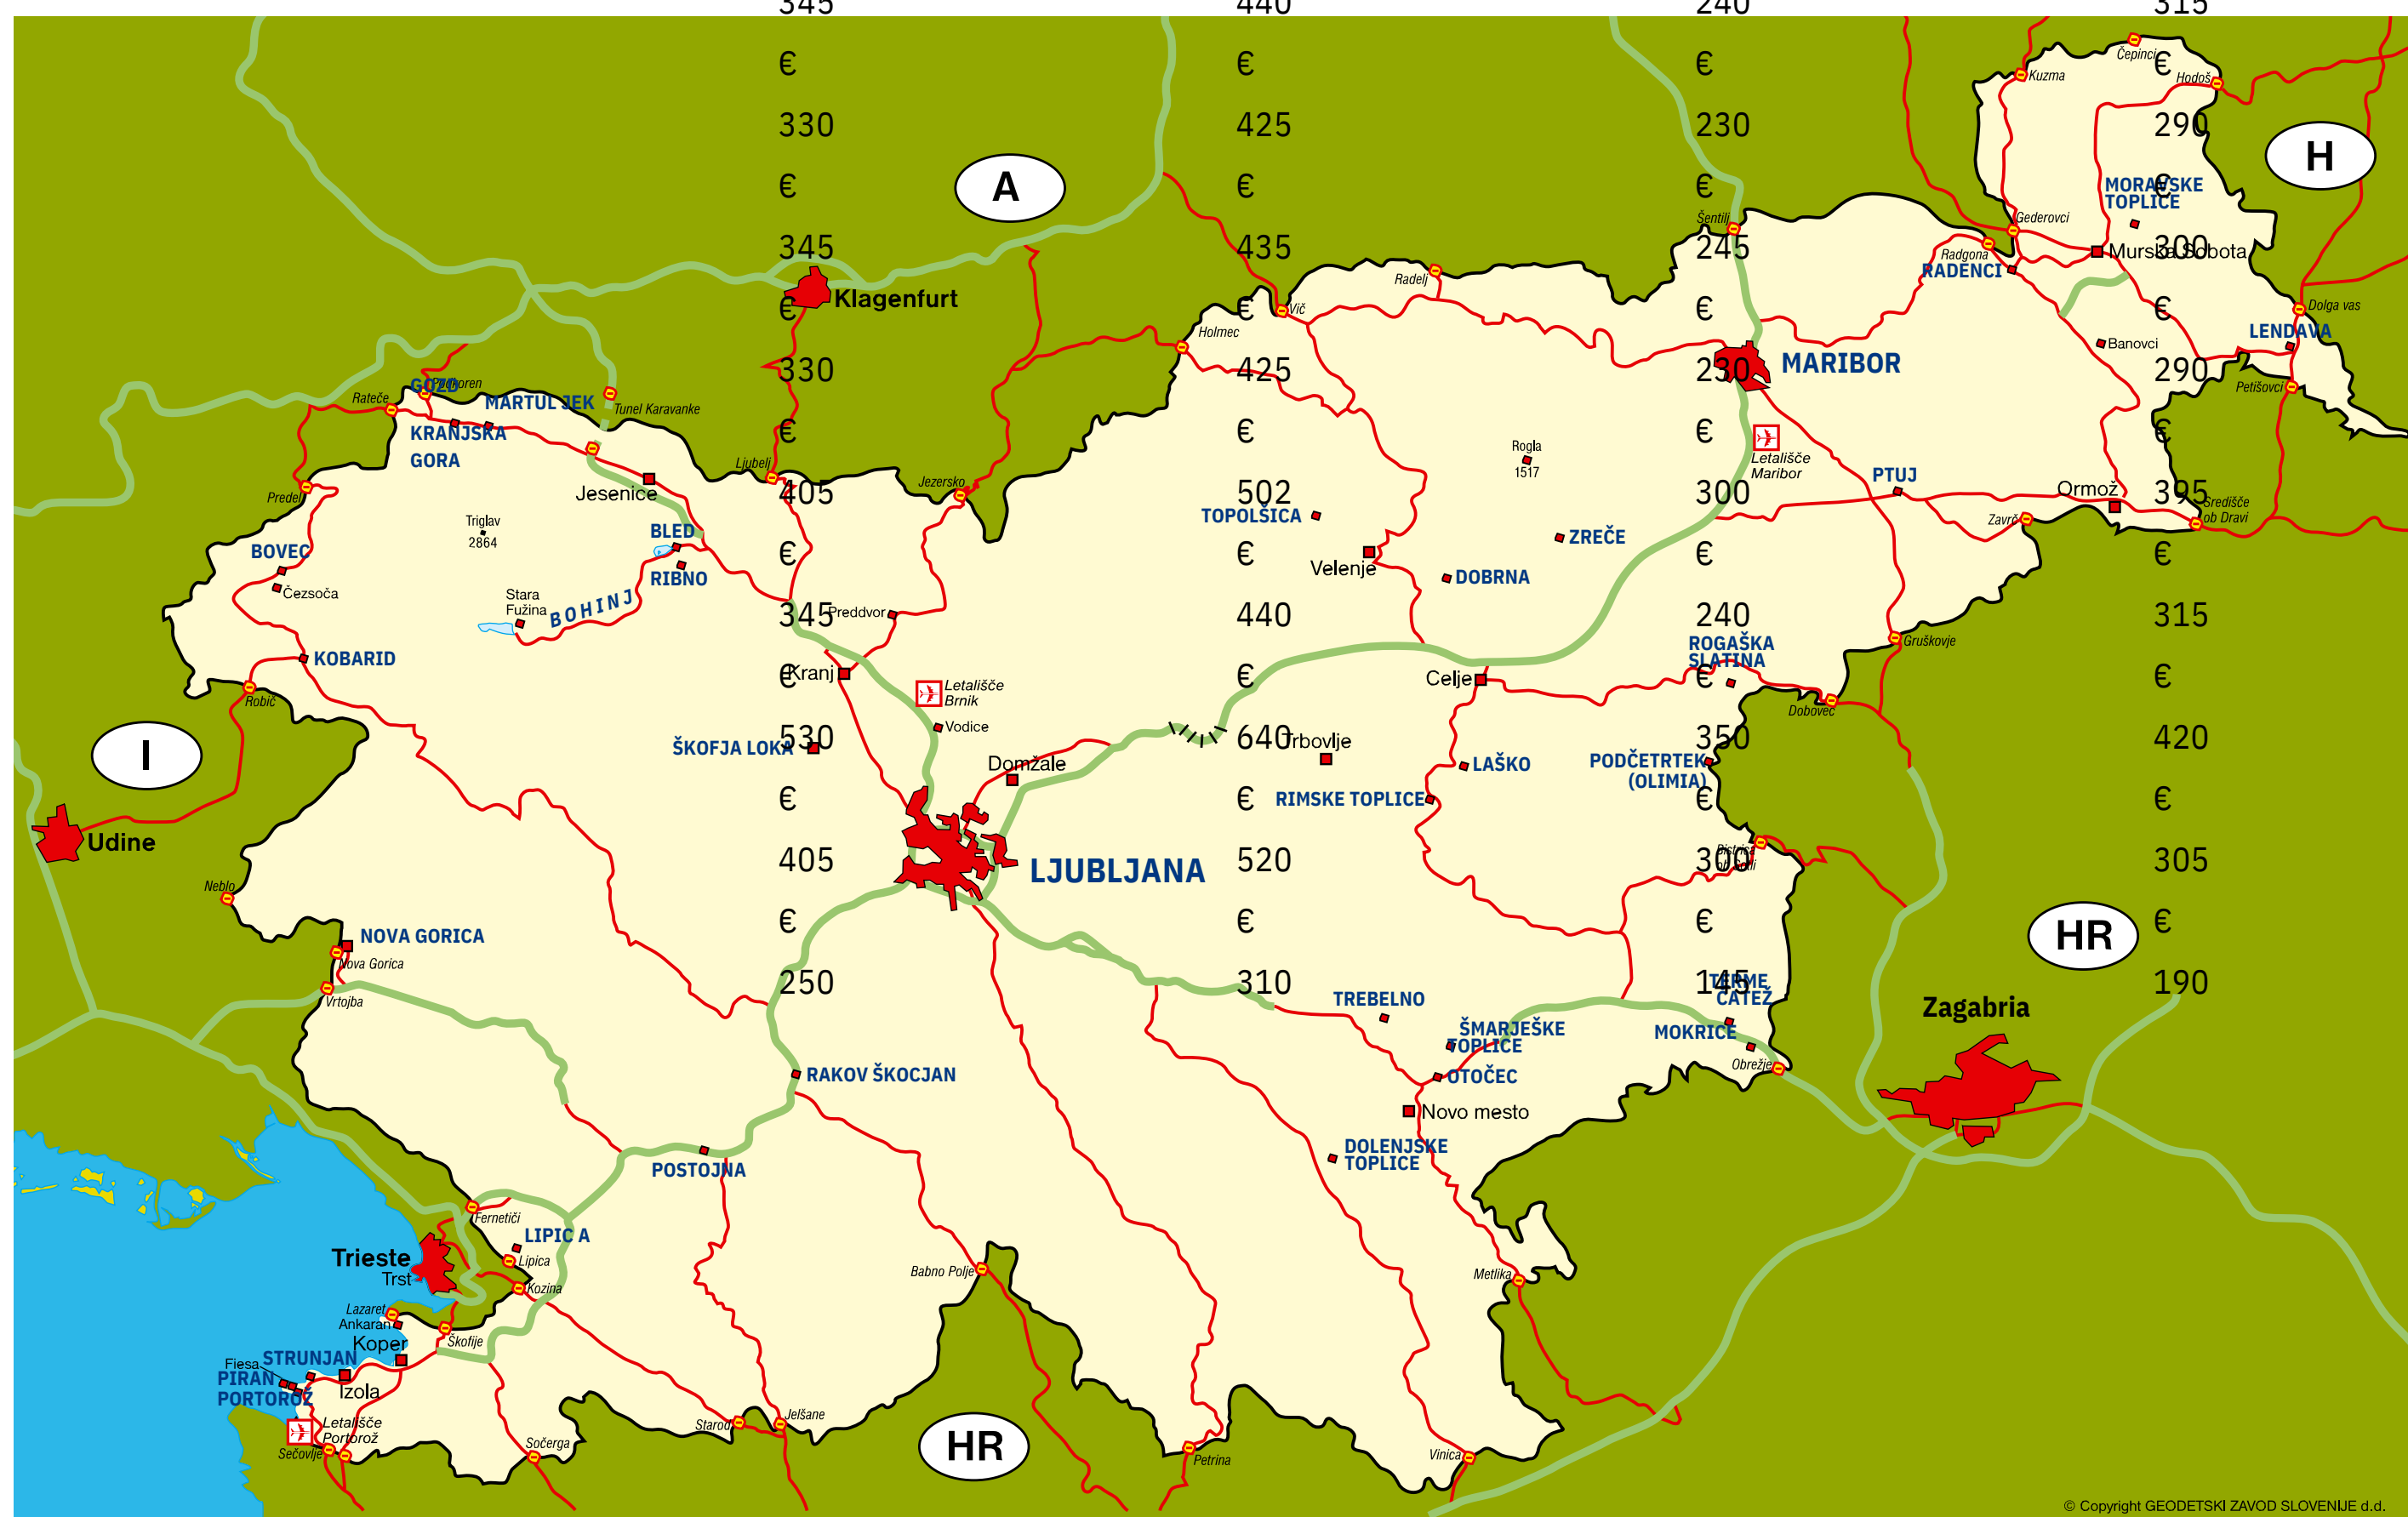 345 440 240 315
€ € € €
330 425 230 290
€ € € €
345 435 245 300
€ € € €
330 425 230 290
€ € € €
405 502 300 395
€ € € €
345 440 240 315
€ € € €
530 640 350 420
€ € € €
405 520 300 305
€ € € €
250 310 145 190
A
H
I
HR
HR
Čepinci
Kuzma
Hodoš
MORAVSKE
TOPLICE
Gederovci
Murska Sobota
Radgona
RADENCI
Šentilj
Radelj
Vič
Holmec
Klagenfurt
Dolga vas
LENDAVA
Banovci
Petišovci
MARIBOR
Letališče
Maribor
PTUJ
Ormož
Središče
ob Dravi
Zavrč
Rogla
1517
GOZD
Podkoren
MARTULJEK
Rateče
Tunel Karavanke
KRANJSKA
GORA
Ljubelj
Jezersko
Predel
Jesenice
Triglav
2864
BLED
RIBNO
BOVEC
Čezsoča
Stara
Fužina
BOHINJ
Preddvor
TOPOLŠICA
Velenje
ZREČE
DOBRNA
KOBARID
Robič
Kranj
Letališče
Brnik
Vodice
Celje
ROGAŠKA
SLATINA
Gruškovje
Dobovec
ŠKOFJA LOKA
Domžale
Trbovlje
LAŠKO
PODČETRTEK
(OLIMIA)
RIMSKE TOPLICE
Udine
LJUBLJANA
Bistrica
ob Sotli
Neblo
NOVA GORICA
Nova Gorica
Vrtojba
TREBELNO
TERME
ČATEŽ
MOKRICE
Zagabria
ŠMARJEŠKE
TOPLICE
OTOČEC
Obrežje
RAKOV ŠKOCJAN
Novo mesto
DOLENJSKE
TOPLICE
POSTOJNA
Fernetiči
LIPICA
Lipica
Trieste
Trst
Kozina
Babno Polje
Metlika
Lazaret
Ankaran
Koper
Škofije
STRUNJAN
Fiesa
PIRAN
Izola
PORTOROŽ
Letališče
Portorož
Sečovlje
Sočerga
Starod
Jelšane
Petrina
Vinica
© Copyright GEODETSKI ZAVOD SLOVENIJE d.d.